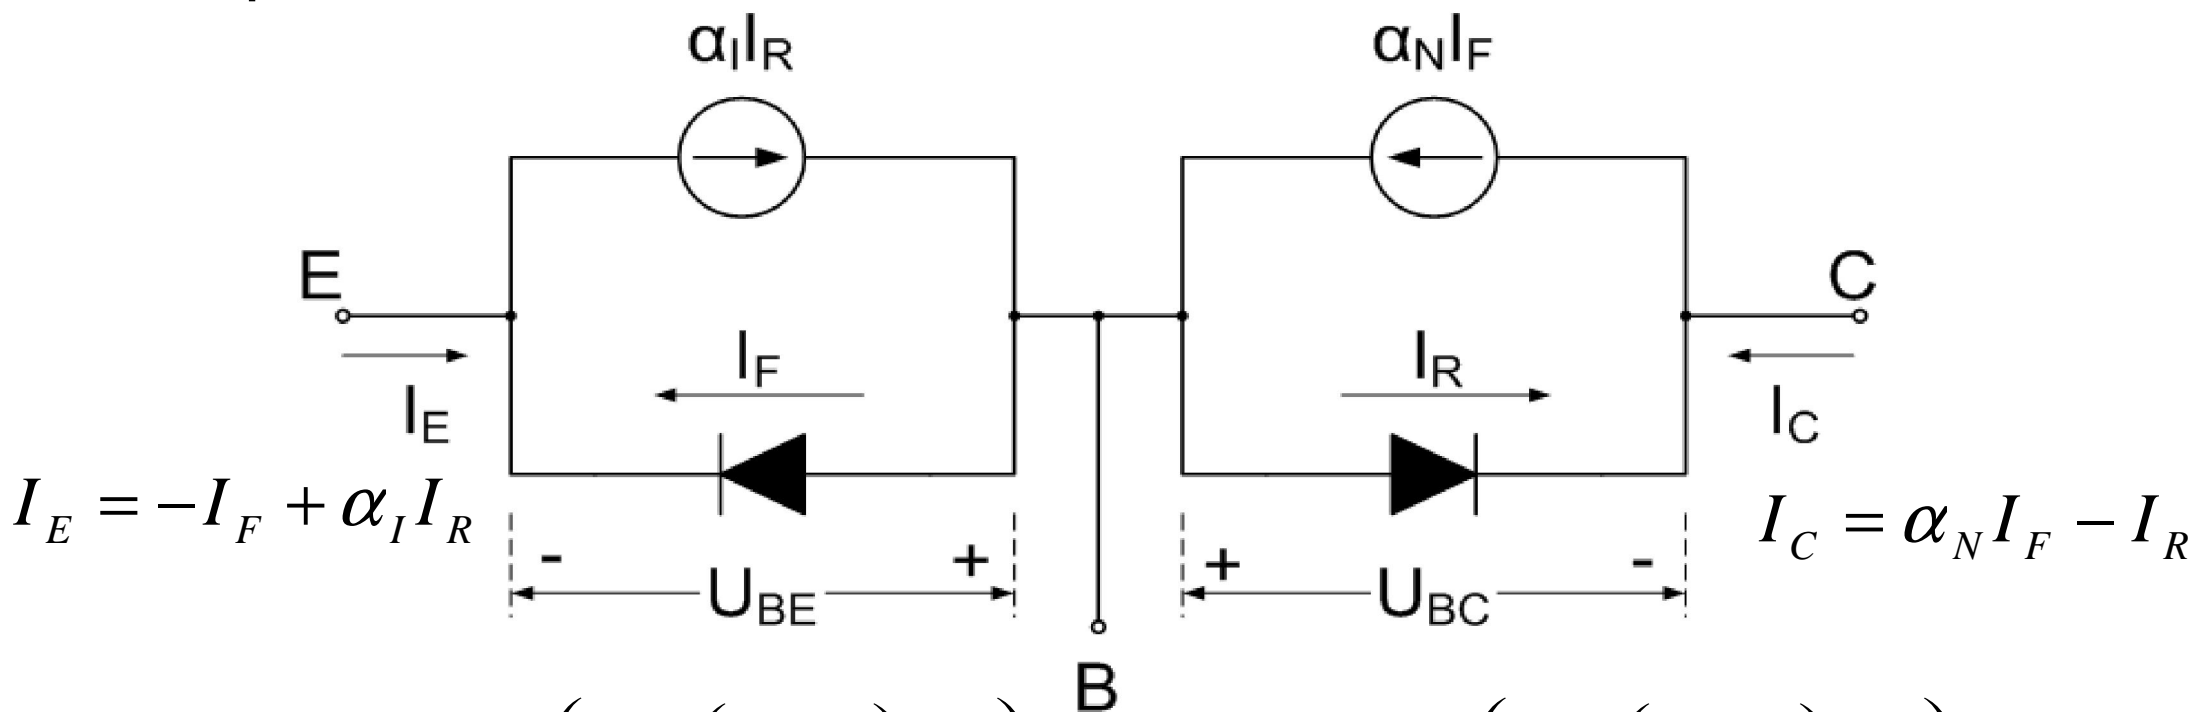 αIIR αNIF
E C
IF IR
IE IC
IE = −IF + αIIR IC = αNIF − IR
- + + -
UBE UBC
B